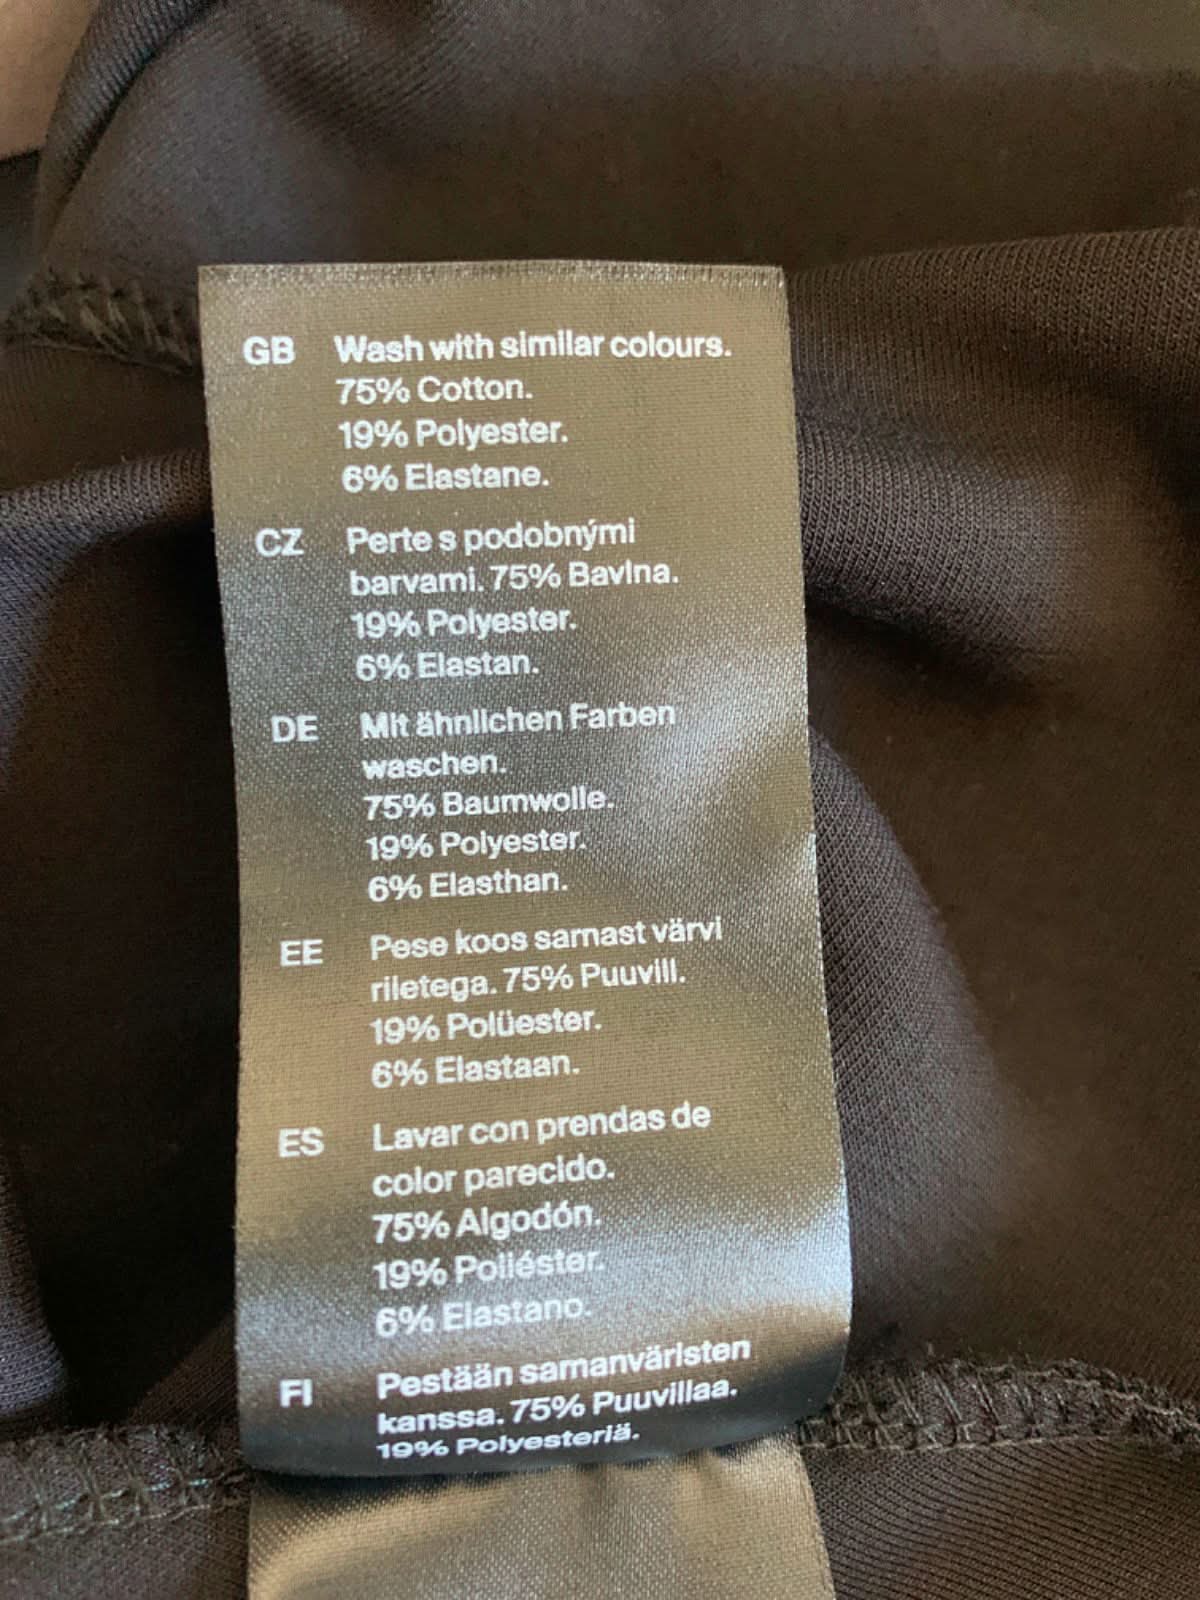 GB Wash with similar colours.
75% Cotton.
19% Polyester.
6% Elastane.
CZ Perte s podobnými
barvami. 75% Bavlna.
19% Polyester.
6% Elastan.
DE Mit ähnlichen Farben
waschen.
75% Baumwolle.
19% Polyester.
6% Elasthan.
EE Pese koos sarnast värvi
riietega. 75% Puuvill.
19% Polüester.
6% Elastaan.
ES Lavar con prendas de
color parecido.
75% Algodón.
19% Poliéster.
6% Elastano.
FI Pestään samanväristen
kanssa. 75% Puuvillaa.
19% Polyesteriä.